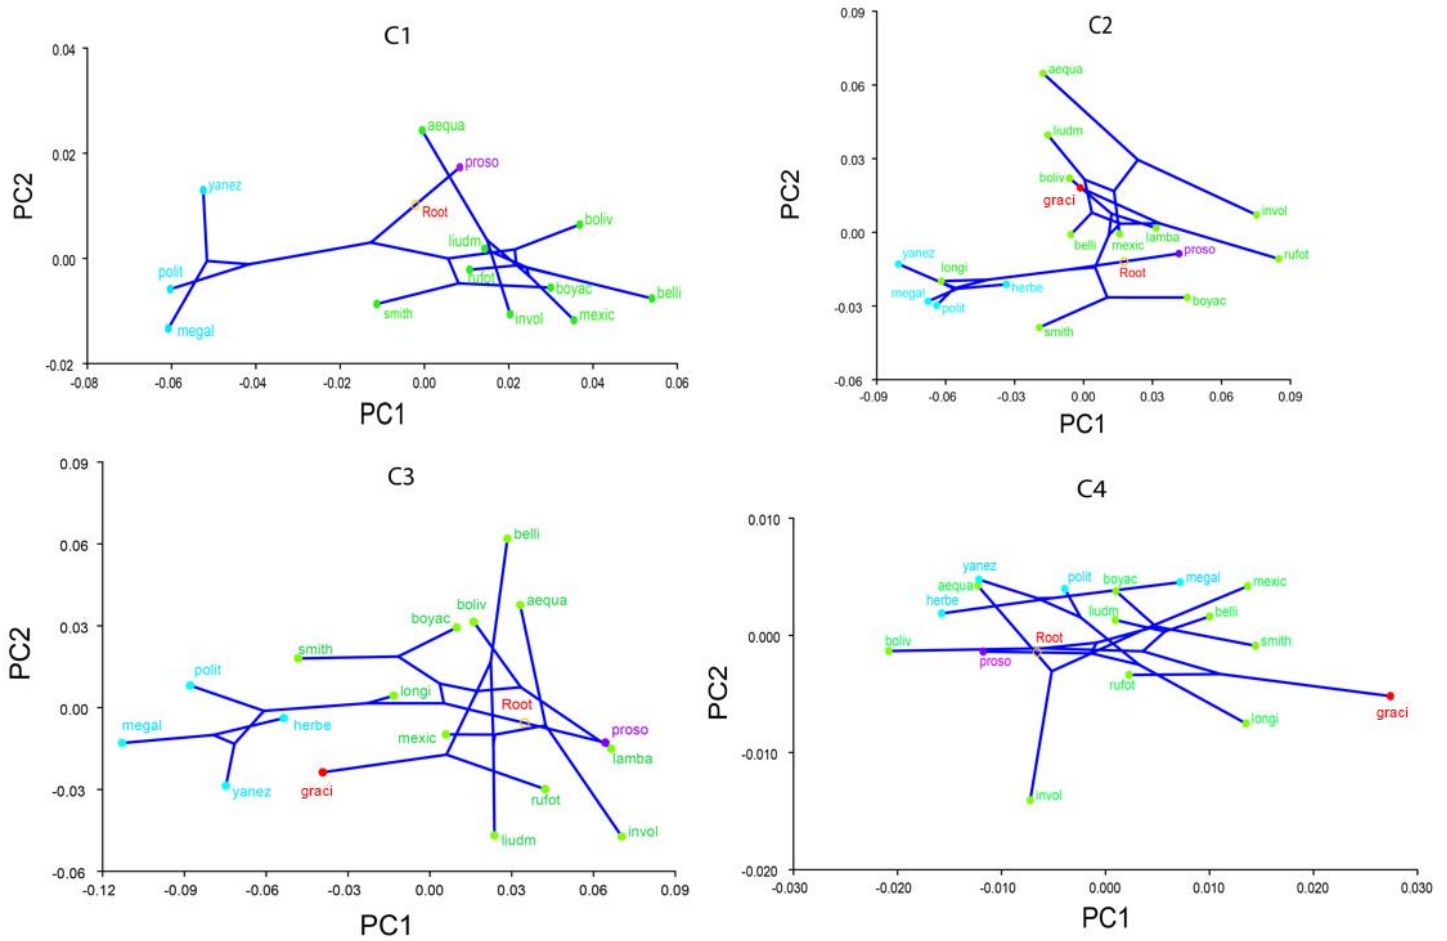 C1
PC2
0.04
0.02
0.00
-0.02
aequa
proso
yanez
Root
boliv
liudm
polit
rufot
boyac
belli
smith
invol
mexic
megal
-0.08 -0.06 -0.04 -0.02 0.00 0.02 0.04 0.06
PC1
C2
PC2
0.09
0.06
0.03
0.00
-0.03
-0.06
aequa
liudm
boliv
graci
invol
lamba
belli
mexic
proso
rufot
yanez
longi
Root
herbe
megal
polit
boyac
smith
-0.09 -0.06 -0.03 0.00 0.03 0.06 0.09
PC1
C3
PC2
0.09
0.06
0.03
0.00
-0.03
-0.06
belli
boliv
aequa
boyac
smith
polit
longi
Root
megal
herbe
mexic
proso
lamba
graci
yanez
rufot
liudm
invol
-0.12 -0.09 -0.06 -0.03 0.00 0.03 0.06 0.09
PC1
C4
PC2
0.010
0.000
-0.010
-0.020
yanez
polit
boyac
megal
mexic
aequa
herbe
liudm
belli
boliv
Root
smith
proso
rufot
longi
graci
invol
-0.030 -0.020 -0.010 0.000 0.010 0.020 0.030
PC1